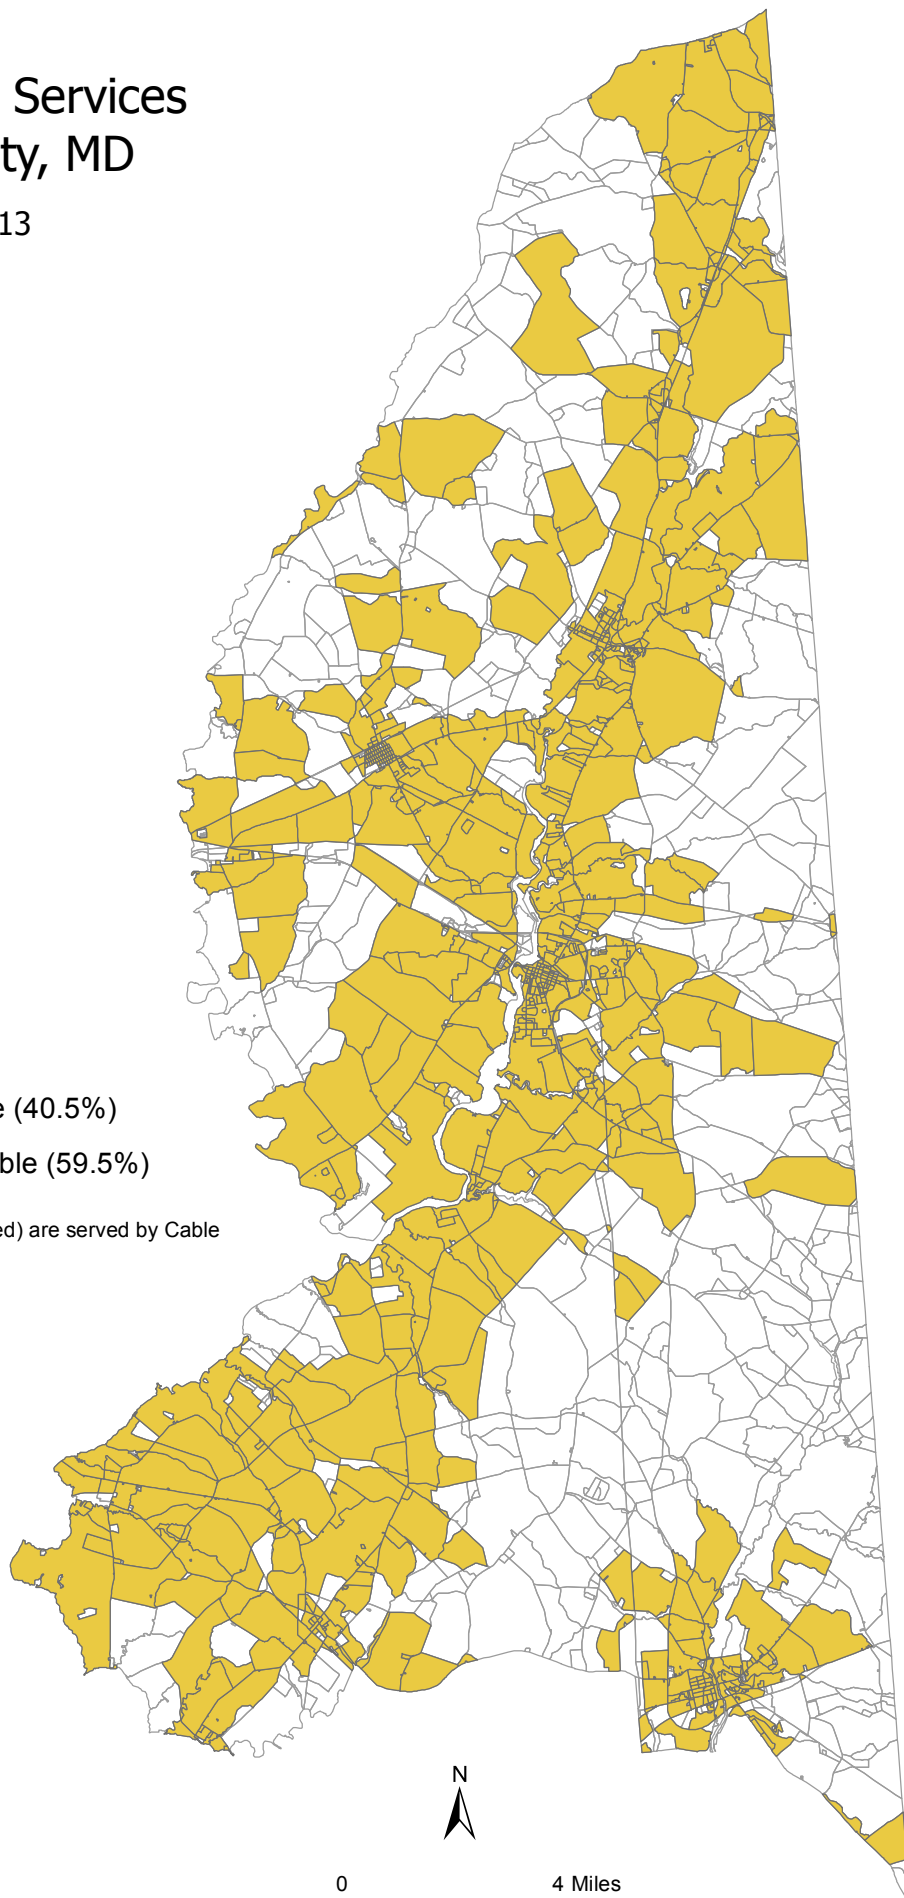 Services
ty, MD
13
e (40.5%)
ble (59.5%)
ed) are served by Cable
N
0 4 Miles